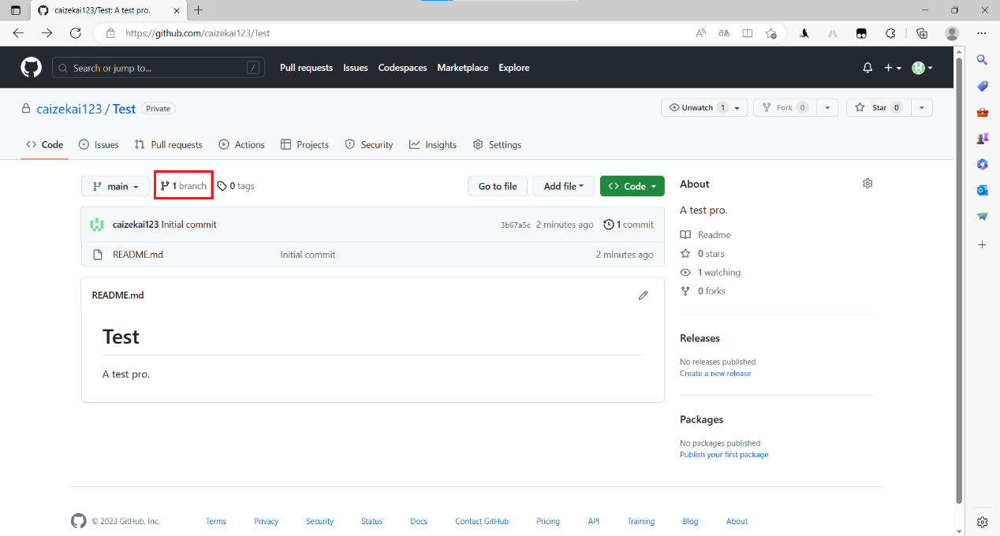 caizekai123/Test: A test pro.
https://github.com/caizekai123/Test
Search or jump to... /
Pull requests Issues Codespaces Marketplace Explore
caizekai123 / Test Private
Unwatch 1 Fork 0 Star 0
Code Issues Pull requests Actions Projects Security Insights Settings
main 1 branch 0 tags Go to file Add file Code
caizekai123 Initial commit 3b67a5c 2 minutes ago 1 commit
README.md Initial commit 2 minutes ago
README.md
Test
A test pro.
About
A test pro.
Readme
0 stars
1 watching
0 forks
Releases
No releases published
Create a new release
Packages
No packages published
Publish your first package
© 2023 GitHub, Inc. Terms Privacy Security Status Docs Contact GitHub Pricing API Training Blog About